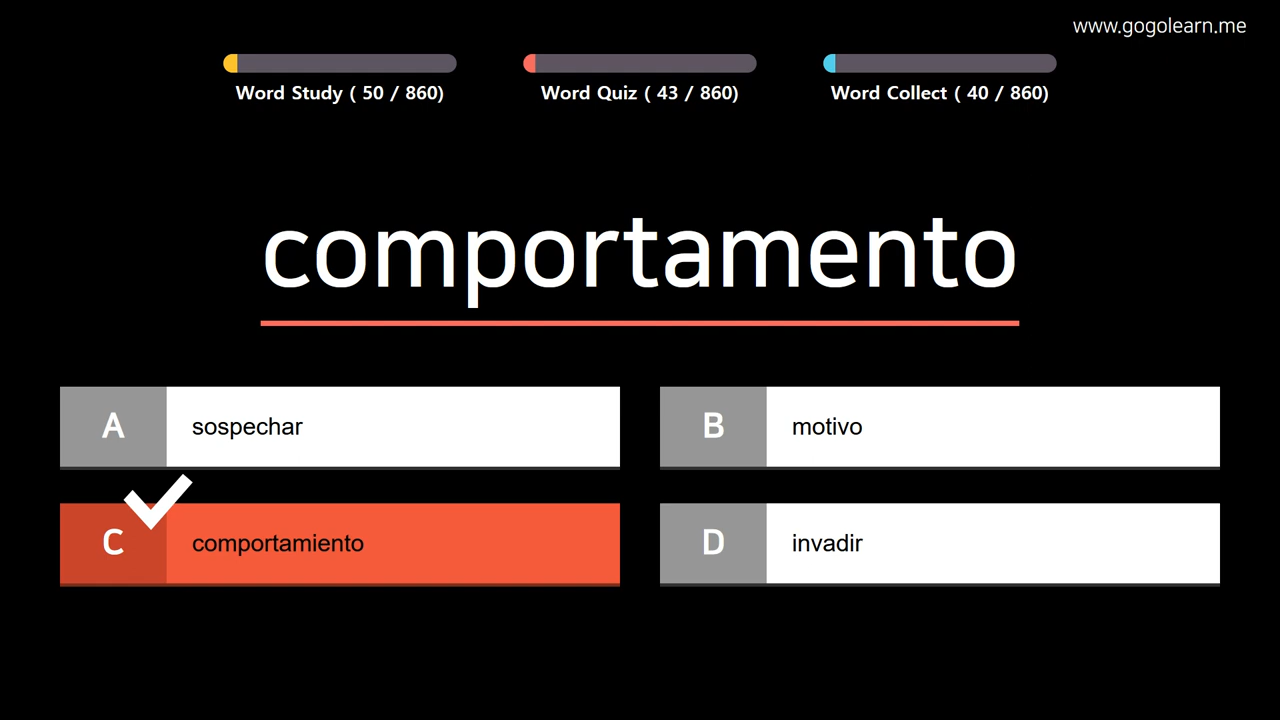 www.gogolearn.me
Word Study ( 50 / 860)
Word Quiz ( 43 / 860)
Word Collect ( 40 / 860)
comportamento
A
sospechar
B
motivo
C
comportamiento
D
invadir